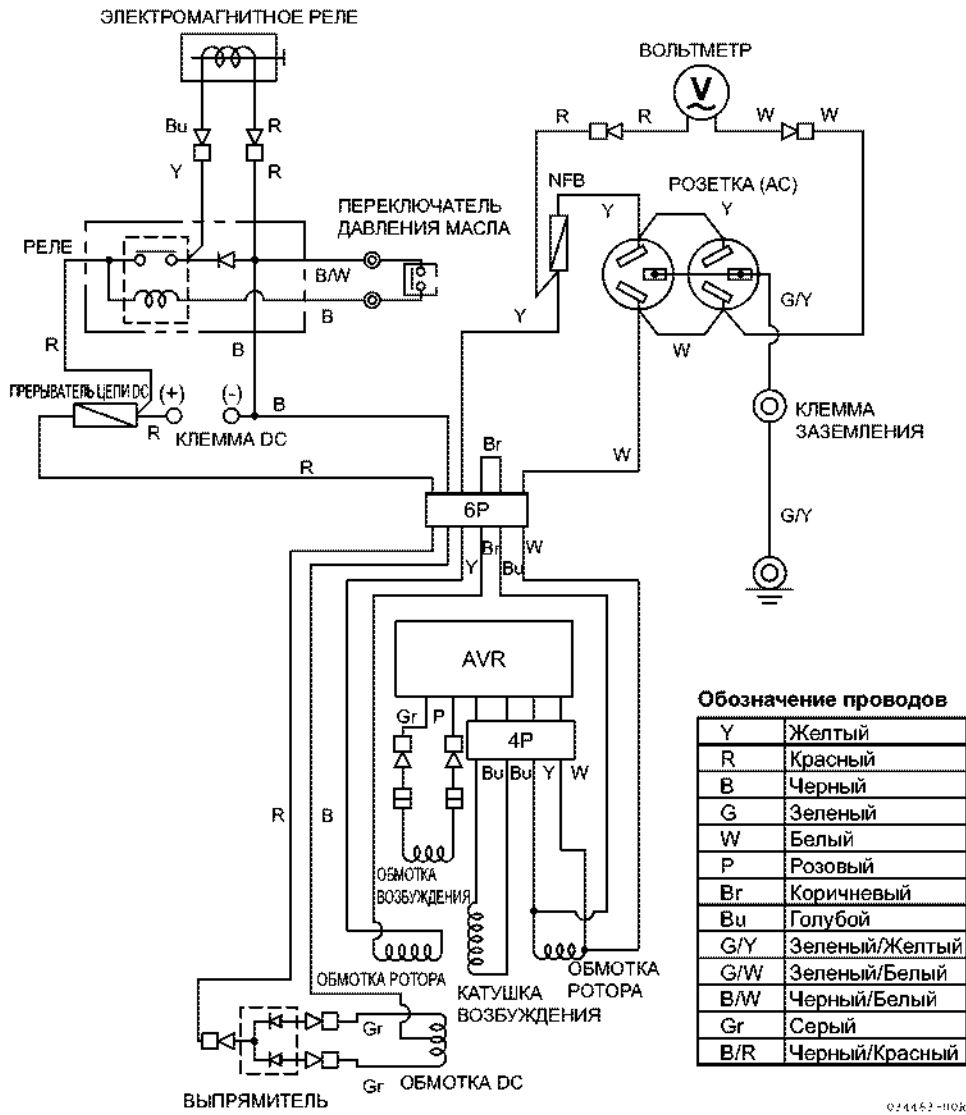 ЭЛЕКТРОМАГНИТНОЕ РЕЛЕ
ВОЛЬТМЕТР
V
R
R
W
W
Bu
R
Y
R
NFB
РОЗЕТКА (AC)
Y
Y
ПЕРЕКЛЮЧАТЕЛЬ
ДАВЛЕНИЯ МАСЛА
РЕЛЕ
B/W
B
G/Y
Y
W
R
B
ПРЕРЫВАТЕЛЬ ЦЕПИ DC
(+)
(-)
R
КЛЕММА DC
B
КЛЕММА
ЗАЗЕМЛЕНИЯ
Br
W
R
6P
G/Y
Y
Br
Bu
W
AVR
Gr
P
4P
Bu
Bu
Y
W
R
B
ОБМОТКА
ВОЗБУЖДЕНИЯ
ОБМОТКА РОТОРА
КАТУШКА
ВОЗБУЖДЕНИЯ
ОБМОТКА
РОТОРА
Gr
Gr
ОБМОТКА DC
ВЫПРЯМИТЕЛЬ
Обозначение проводов
Y Желтый
R Красный
B Черный
G Зеленый
W Белый
P Розовый
Br Коричневый
Bu Голубой
G/Y Зеленый/Желтый
G/W Зеленый/Белый
B/W Черный/Белый
Gr Серый
B/R Черный/Красный